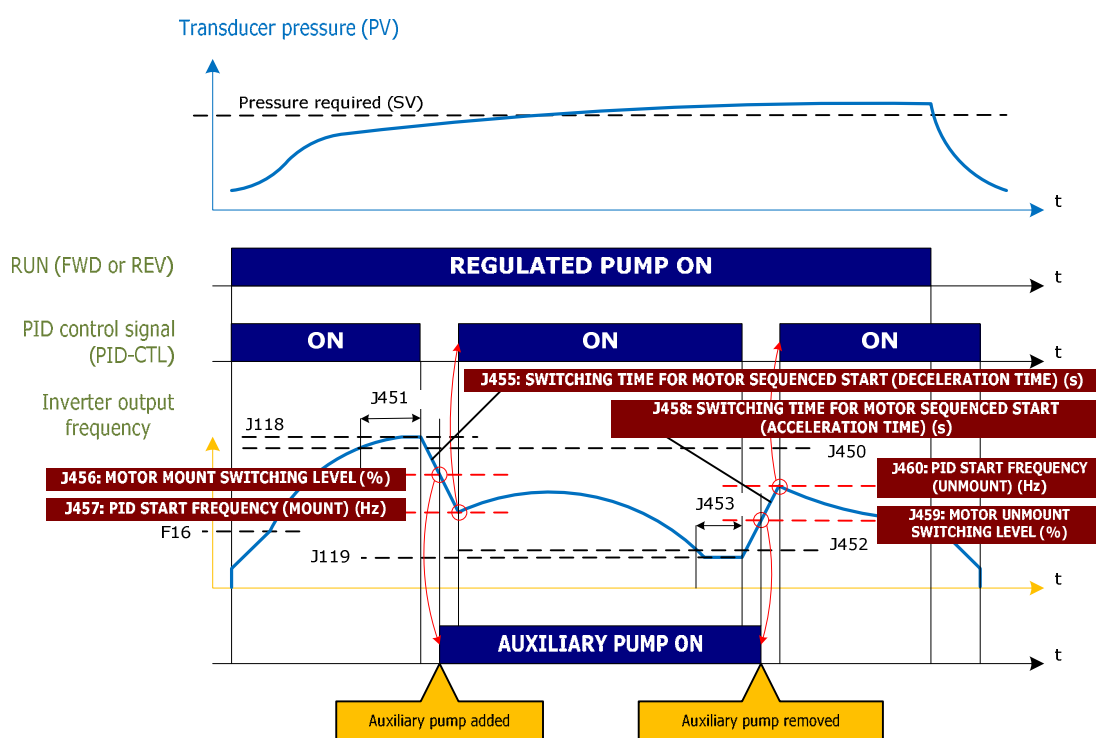 Transducer pressure (PV)
Pressure required (SV)
t
RUN (FWD or REV)
REGULATED PUMP ON
t
PID control signal
(PID-CTL)
ON
ON
ON
t
J455: SWITCHING TIME FOR MOTOR SEQUENCED START (DECELERATION TIME) (s)
Inverter output
frequency
J451
J458: SWITCHING TIME FOR MOTOR SEQUENCED START
(ACCELERATION TIME) (s)
J118
J450
J456: MOTOR MOUNT SWITCHING LEVEL (%)
J460: PID START FREQUENCY
(UNMOUNT) (Hz)
J457: PID START FREQUENCY (MOUNT) (Hz)
J453
J459: MOTOR UNMOUNT
SWITCHING LEVEL (%)
F16
J452
J119
t
AUXILIARY PUMP ON
t
Auxiliary pump added
Auxiliary pump removed